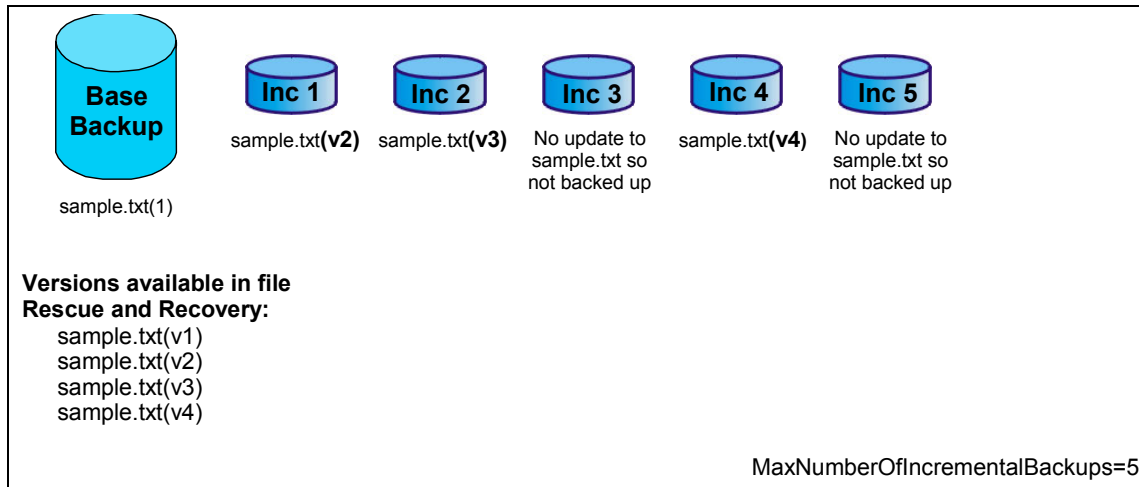 Base
Backup
sample.txt(1)
Inc 1
sample.txt(v2)
Inc 2
sample.txt(v3)
Inc 3
No update to
sample.txt so
not backed up
Inc 4
sample.txt(v4)
Inc 5
No update to
sample.txt so
not backed up
Versions available in file
Rescue and Recovery:
sample.txt(v1)
sample.txt(v2)
sample.txt(v3)
sample.txt(v4)
MaxNumberOfIncrementalBackups=5